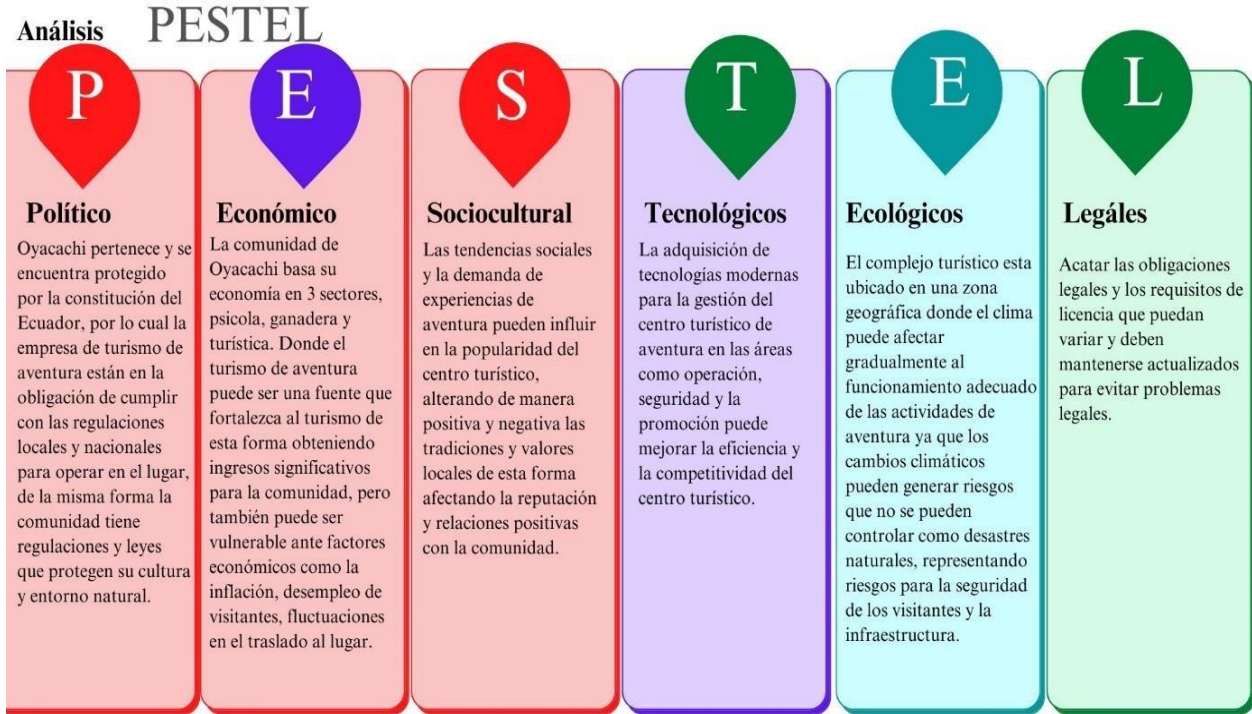 Análisis PESTEL
P
Político
Oyacachi pertenece y se
encuentra protegido
por la constitución del
Ecuador, por lo cual la
empresa de turismo de
aventura están en la
obligación de cumplir
con las regulaciones
locales y nacionales
para operar en el lugar,
de la misma forma la
comunidad tiene
regulaciones y leyes
que protegen su cultura
y entorno natural.
E
Económico
La comunidad de
Oyacachi basa su
economía en 3 sectores,
psicola, ganadera y
turística. Donde el
turismo de aventura
puede ser una fuente que
fortalezca al turismo de
esta forma obteniendo
ingresos significativos
para la comunidad, pero
también puede ser
vulnerable ante factores
económicos como la
inflación, desempleo de
visitantes, fluctuaciones
en el traslado al lugar.
S
Sociocultural
Las tendencias sociales
y la demanda de
experiencias de
aventura pueden influir
en la popularidad del
centro turístico,
alterando de manera
positiva y negativa las
tradiciones y valores
locales de esta forma
afectando la reputación
y relaciones positivas
con la comunidad.
T
Tecnológicos
La adquisición de
tecnologías modernas
para la gestión del
centro turístico de
aventura en las áreas
como operación,
seguridad y la
promoción puede
mejorar la eficiencia y
la competitividad del
centro turístico.
E
Ecológicos
El complejo turístico esta
ubicado en una zona
geográfica donde el clima
puede afectar
gradualmente al
funcionamiento adecuado
de las actividades de
aventura ya que los
cambios climáticos
pueden generar riesgos
que no se pueden
controlar como desastres
naturales, representando
riesgos para la seguridad
de los visitantes y la
infraestructura.
L
Legáles
Acatar las obligaciones
legales y los requisitos de
licencia que puedan
variar y deben
mantenerse actualizados
para evitar problemas
legales.